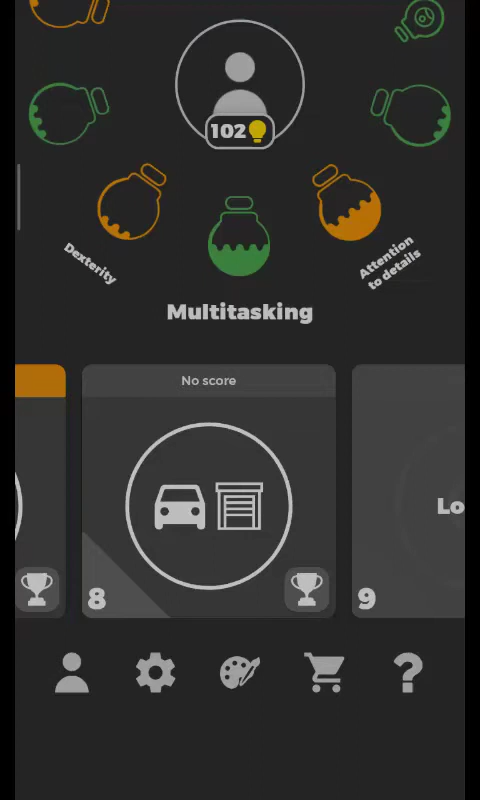 102
Dexterity
Attention
to details
Multitasking
No score
8
9
Lo